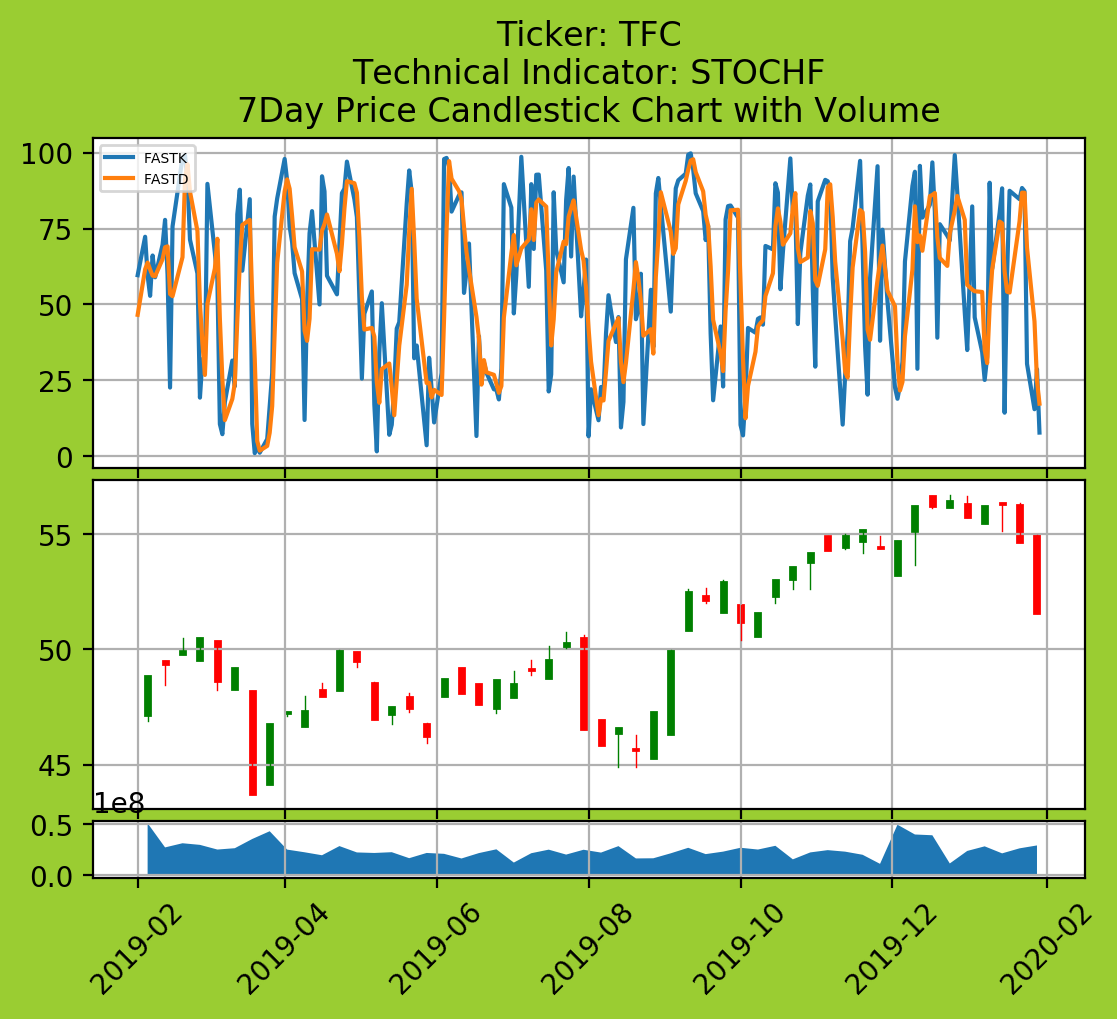 Ticker: TFC
Technical Indicator: STOCHF
7Day Price Candlestick Chart with Volume
FASTK
FASTD
100
75
50
25
0
55
50
45
1e8
0.5
0.0
2019-02
2019-04
2019-06
2019-08
2019-10
2019-12
2020-02